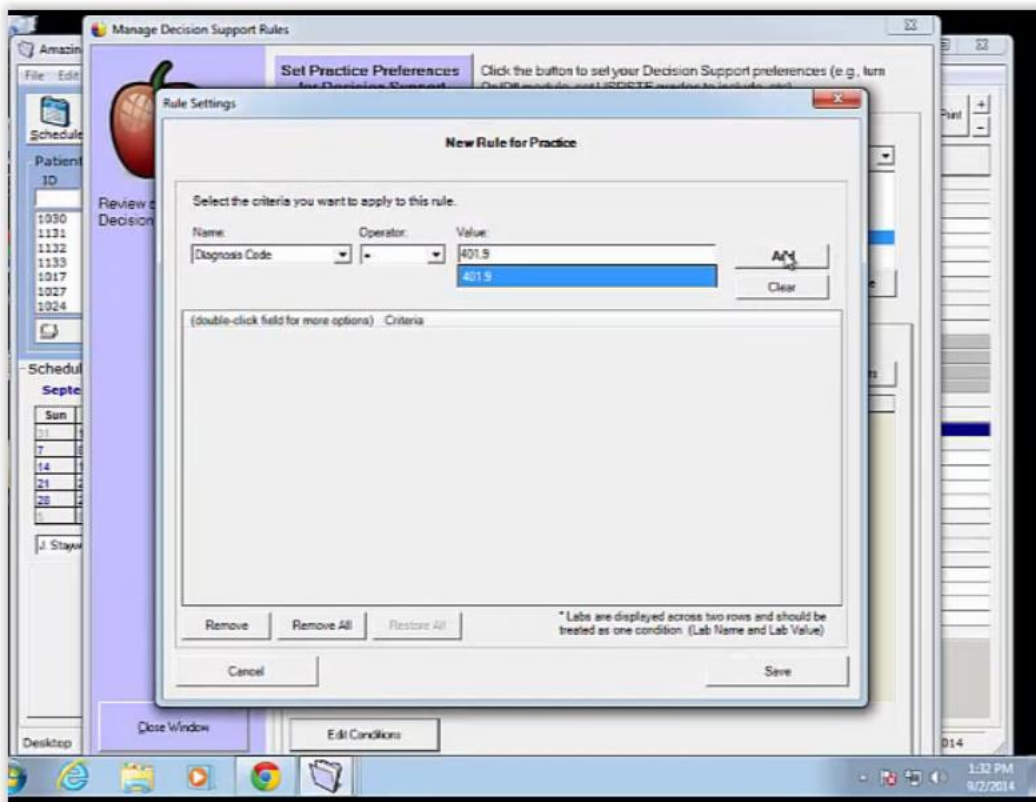 Manage Decision Support Rules
Amazin
File Edit
Set Practice Preferences
Click the button to set your Decision Support preferences (e.g., turn
Rule Settings
New Rule for Practice
Schedule
Print
+
-
Patient
ID
1030
1131
1132
1133
1017
1027
1024
Review
Decision
Select the criteria you want to apply to this rule.
Name: Operator: Value:
Diagnosis Code = 401.9 Add
401.9
Clear
(double-click field for more options) Criteria
Schedul
Septe
Sun
31
7
14
21
28
5
J. Stayw
Remove Remove All Restore All
* Labs are displayed across two rows and should be
treated as one condition (Lab Name and Lab Value)
Cancel Save
Close Window
Edit Conditions
Desktop
014
1:32 PM
9/2/2014